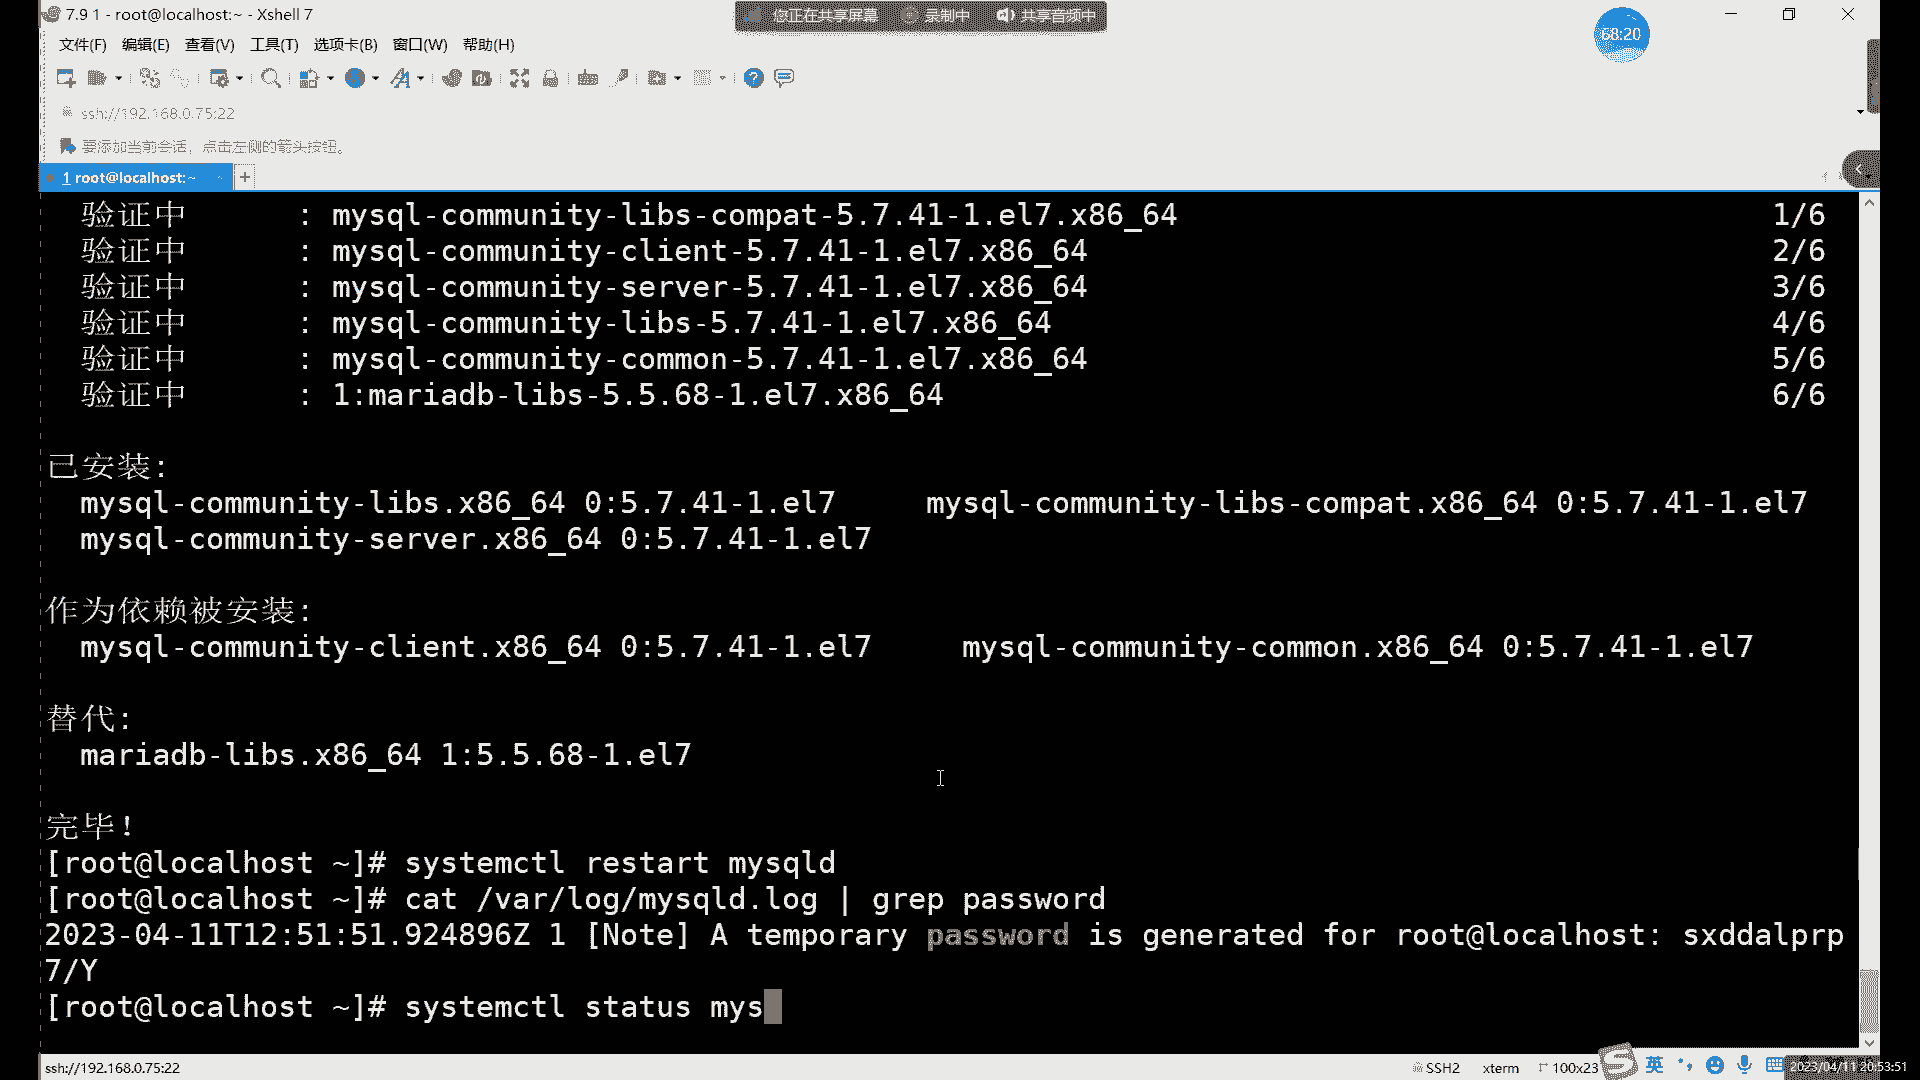 7.9 1 - root@localhost:~ - Xshell 7
您正在共享屏幕 录制中 共享音频中
68:20
文件(F) 编辑(E) 查看(V) 工具(T) 选项卡(B) 窗口(W) 帮助(H)
ssh://192.168.0.75:22
要添加当前会话，点击左侧的箭头按钮。
1 root@localhost:~
验证中 : mysql-community-libs-compat-5.7.41-1.el7.x86_64 1/6
验证中 : mysql-community-client-5.7.41-1.el7.x86_64 2/6
验证中 : mysql-community-server-5.7.41-1.el7.x86_64 3/6
验证中 : mysql-community-libs-5.7.41-1.el7.x86_64 4/6
验证中 : mysql-community-common-5.7.41-1.el7.x86_64 5/6
验证中 : 1:mariadb-libs-5.5.68-1.el7.x86_64 6/6
已安装:
mysql-community-libs.x86_64 0:5.7.41-1.el7 mysql-community-libs-compat.x86_64 0:5.7.41-1.el7
mysql-community-server.x86_64 0:5.7.41-1.el7
作为依赖被安装:
mysql-community-client.x86_64 0:5.7.41-1.el7 mysql-community-common.x86_64 0:5.7.41-1.el7
替代:
mariadb-libs.x86_64 1:5.5.68-1.el7
完毕！
[root@localhost ~]# systemctl restart mysqld
[root@localhost ~]# cat /var/log/mysqld.log | grep password
2023-04-11T12:51:51.924896Z 1 [Note] A temporary password is generated for root@localhost: sxddalprp
7/Y
[root@localhost ~]# systemctl status mys
ssh://192.168.0.75:22 SSH2 xterm 100x23 英 2023/04/11 20:53:51